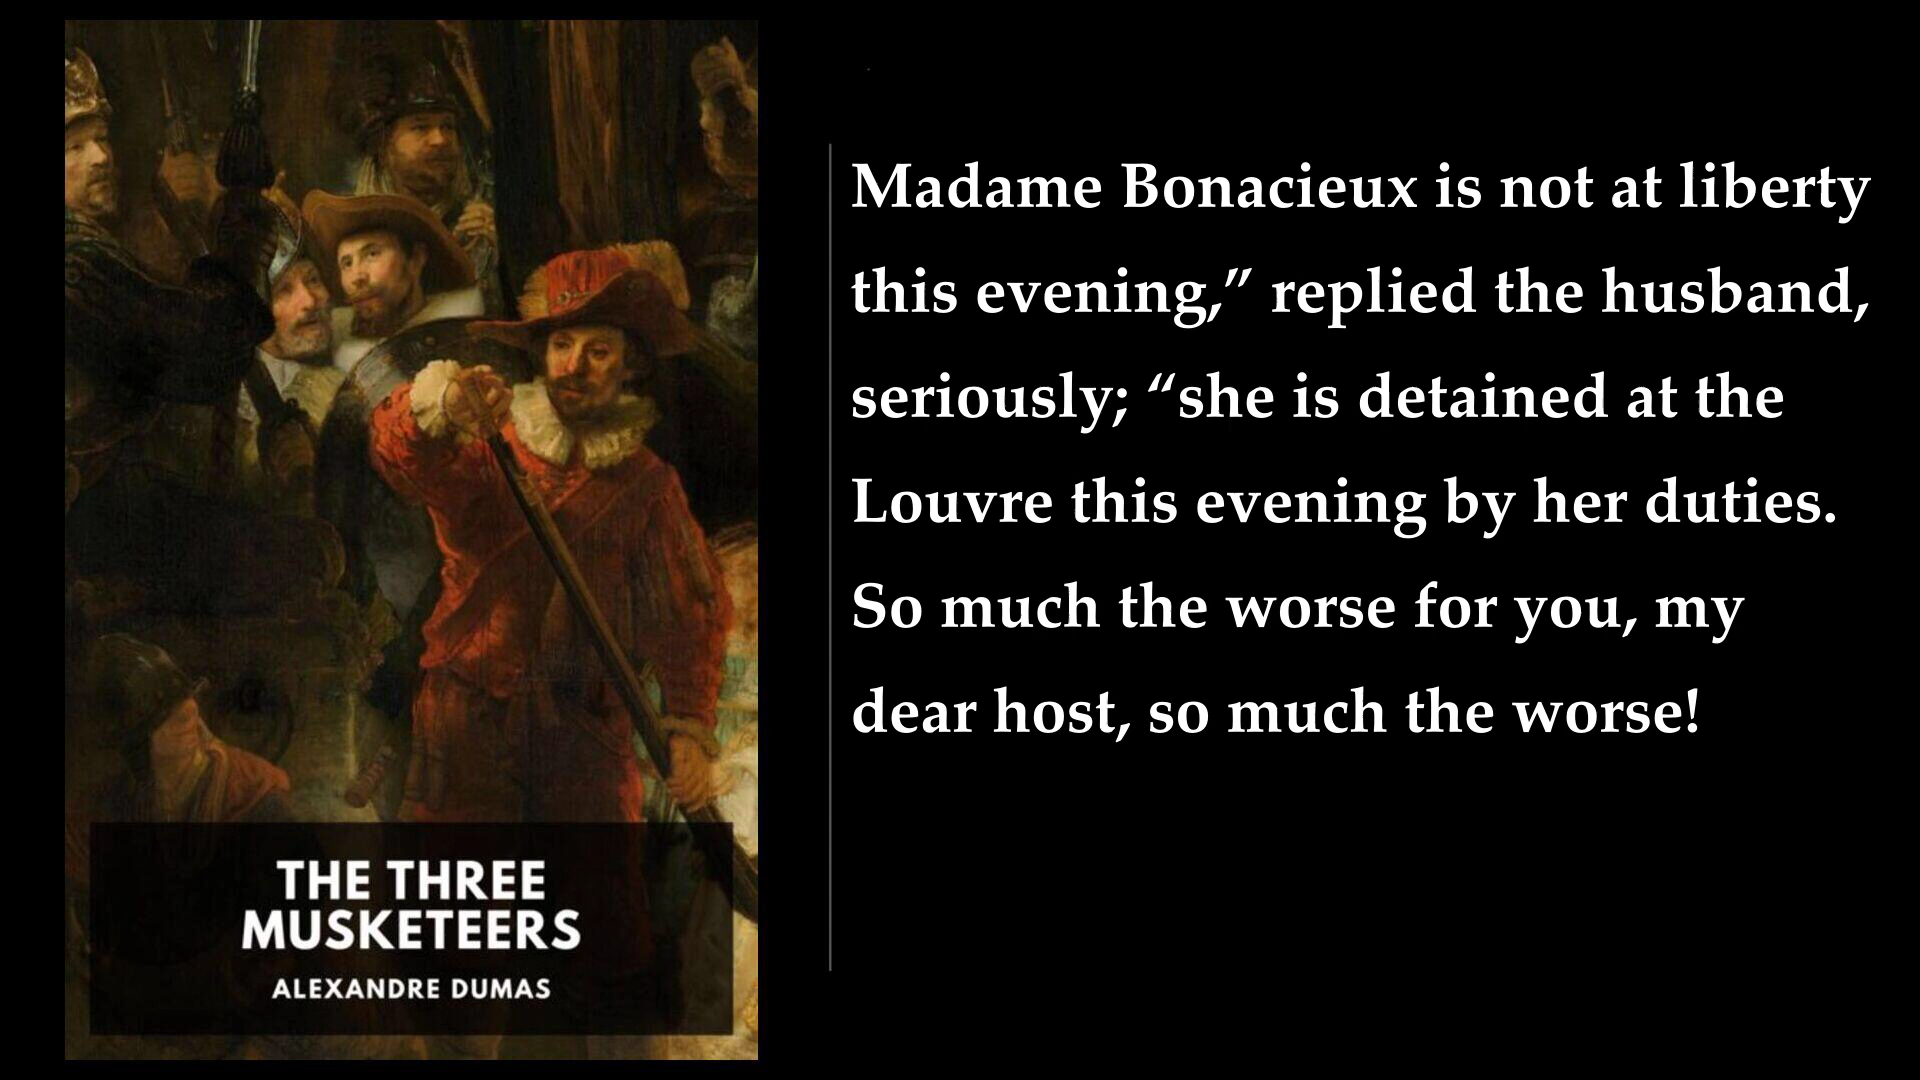 Madame Bonacieux is not at liberty
this evening,” replied the husband,
seriously; “she is detained at the
Louvre this evening by her duties.
So much the worse for you, my
dear host, so much the worse!
THE THREE
MUSKETEERS
ALEXANDRE DUMAS